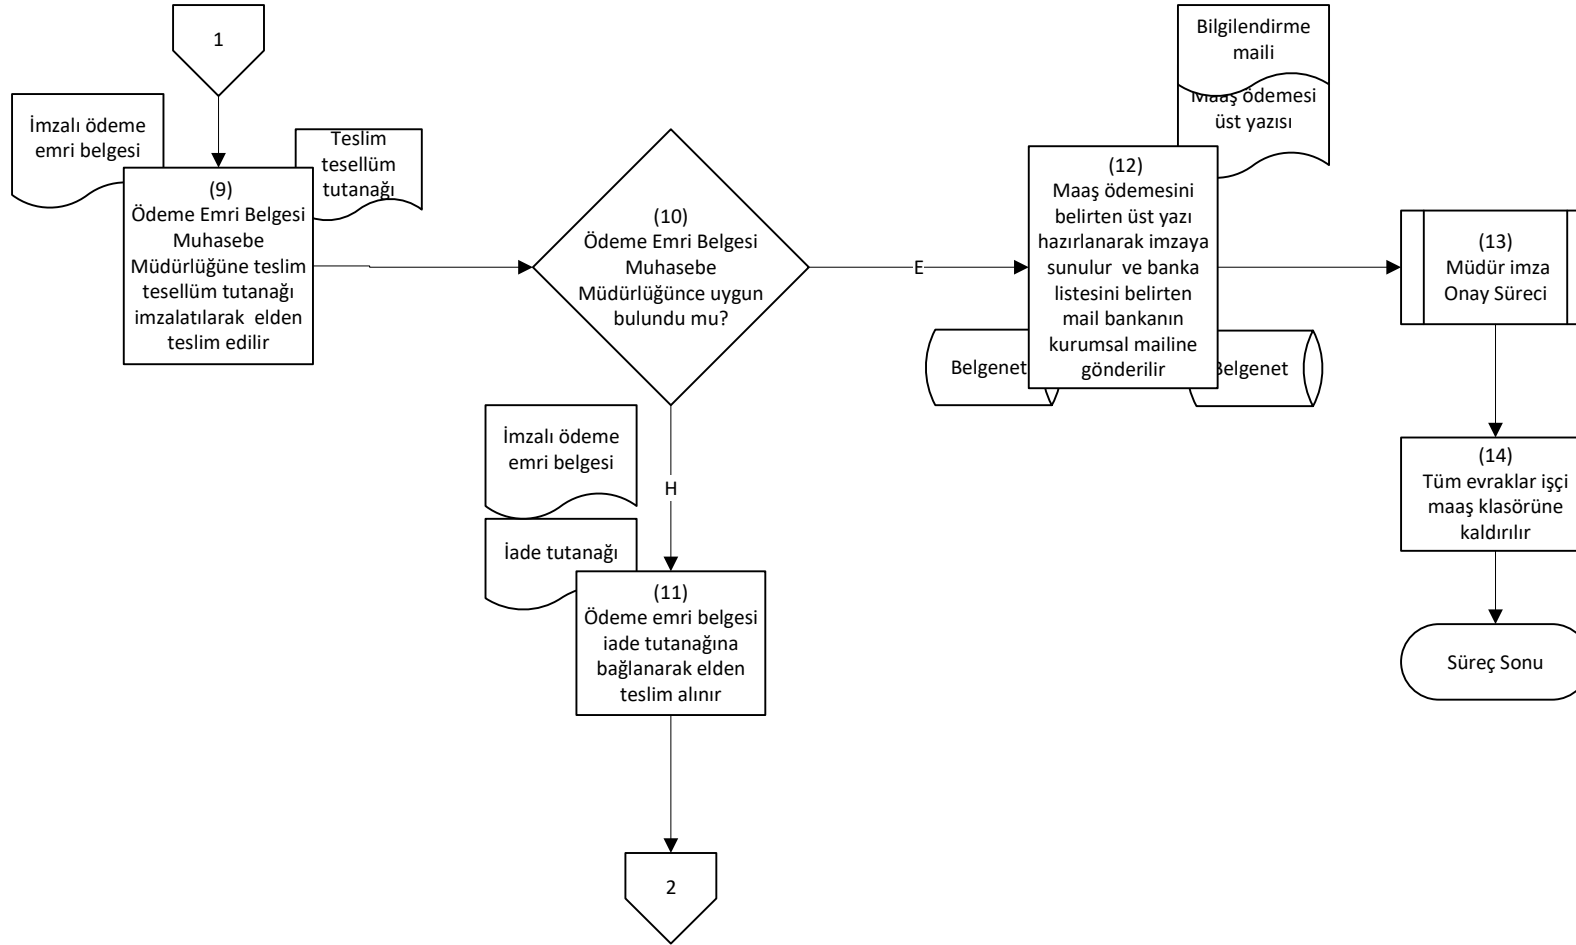 1
İmzalı ödeme
emri belgesi
Teslim
tesellüm
tutanağı
(9)
Ödeme Emri Belgesi
Muhasebe
Müdürlüğüne teslim
tesellüm tutanağı
imzalatılarak elden
teslim edilir
(10)
Ödeme Emri Belgesi
Muhasebe
Müdürlüğünce uygun
bulundu mu?
E
H
İmzalı ödeme
emri belgesi
İade tutanağı
(11)
Ödeme emri belgesi
iade tutanağına
bağlanarak elden
teslim alınır
2
Bilgilendirme
maili
Maaş ödemesi
üst yazısı
(12)
Maaş ödemesini
belirten üst yazı
hazırlanarak imzaya
sunulur ve banka
listesini belirten
mail bankanın
kurumsal mailine
gönderilir
Belgenet
Belgenet
(13)
Müdür imza
Onay Süreci
(14)
Tüm evraklar işçi
maaş klasörüne
kaldırılır
Süreç Sonu